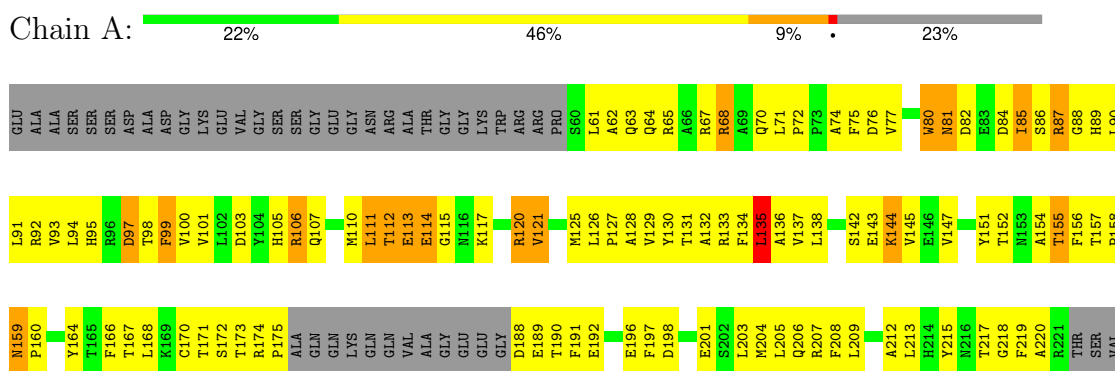 Chain A:
22% 46% 9% • 23%
GLU ALA ALA SER SER SER ASP ALA ASP GLY LYS GLU VAL GLY SER SER GLY GLU GLY ASN ARG ALA THR GLY GLY LYS TRP ARG ARG PRO S60 L61 A62 Q63 Q64 R65 A66 R67 R68 A69 Q70 L71 P72 P73 A74 F75 D76 V77 W80 N81 D82 E83 D84 I85 S86 R87 G88 H89 L90
L91 R92 V93 L94 H95 R96 D97 T98 F99 V100 V101 L102 D103 Y104 H105 R106 Q107 M110 L111 T112 E113 E114 G115 N116 K117 R120 V121 M125 L126 P127 A128 V129 Y130 T131 A132 R133 F134 L135 A136 V137 L138 S142 E143 K144 V145 E146 V147 Y151 T152 N153 A154 T155 F156 T157
N159 P160 Y164 T165 F166 T167 L168 K169 C170 T171 S172 T173 R174 P175 ALA GLN GLN LYS GLN GLN VAL ALA GLY GLU GLU GLY D188 E189 T190 F191 E192 E196 F197 D198 E201 S202 L203 M204 L205 Q206 R207 F208 L209 A212 L213 H214 Y215 N216 T217 G218 F219 A220 R221 THR SER VAL